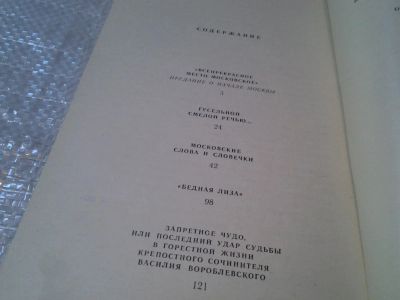 СОДЕРЖАНИЕ
«ВСЕПРЕКРАСНОЕ
МЕСТО МОСКОВСКОЕ»
ПРЕДАНИЕ О НАЧАЛЕ МОСКВЫ
5
ГУСЕЛЬНОЙ
СМЕЛОЙ РЕЧЬЮ...
24
МОСКОВСКИЕ
СЛОВА И СЛОВЕЧКИ
42
«БЕДНАЯ ЛИЗА»
98
ЗАПРЕТНОЕ ЧУДО,
ИЛИ ПОСЛЕДНИЙ УДАР СУДЬБЫ
В ГОРЕСТНОЙ ЖИЗНИ
КРЕПОСТНОГО СОЧИНИТЕЛЯ
ВАСИЛИЯ ВОРОБЛЕВСКОГО
121